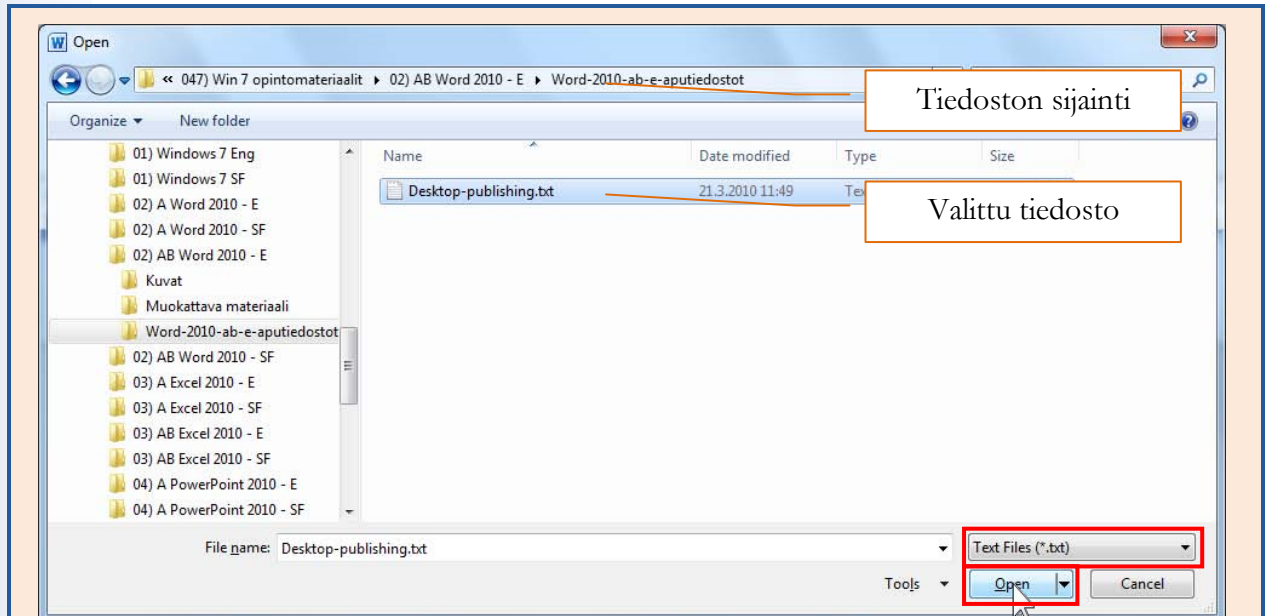 Open
« 047) Win 7 opintomateriaalit ▸ 02) AB Word 2010 - E ▸ Word-2010-ab-e-aputiedostot
Tiedoston sijainti
Organize New folder
Name Date modified Type Size
01) Windows 7 Eng
01) Windows 7 SF
Desktop-publishing.txt 21.3.2010 11:49
Valittu tiedosto
02) A Word 2010 - E
02) A Word 2010 - SF
02) AB Word 2010 - E
Kuvat
Muokattava materiaali
Word-2010-ab-e-aputiedostot
02) AB Word 2010 - SF
03) A Excel 2010 - E
03) A Excel 2010 - SF
03) AB Excel 2010 - E
03) AB Excel 2010 - SF
04) A PowerPoint 2010 - E
04) A PowerPoint 2010 - SF
File name: Desktop-publishing.txt Text Files (*.txt)
Tools Open Cancel